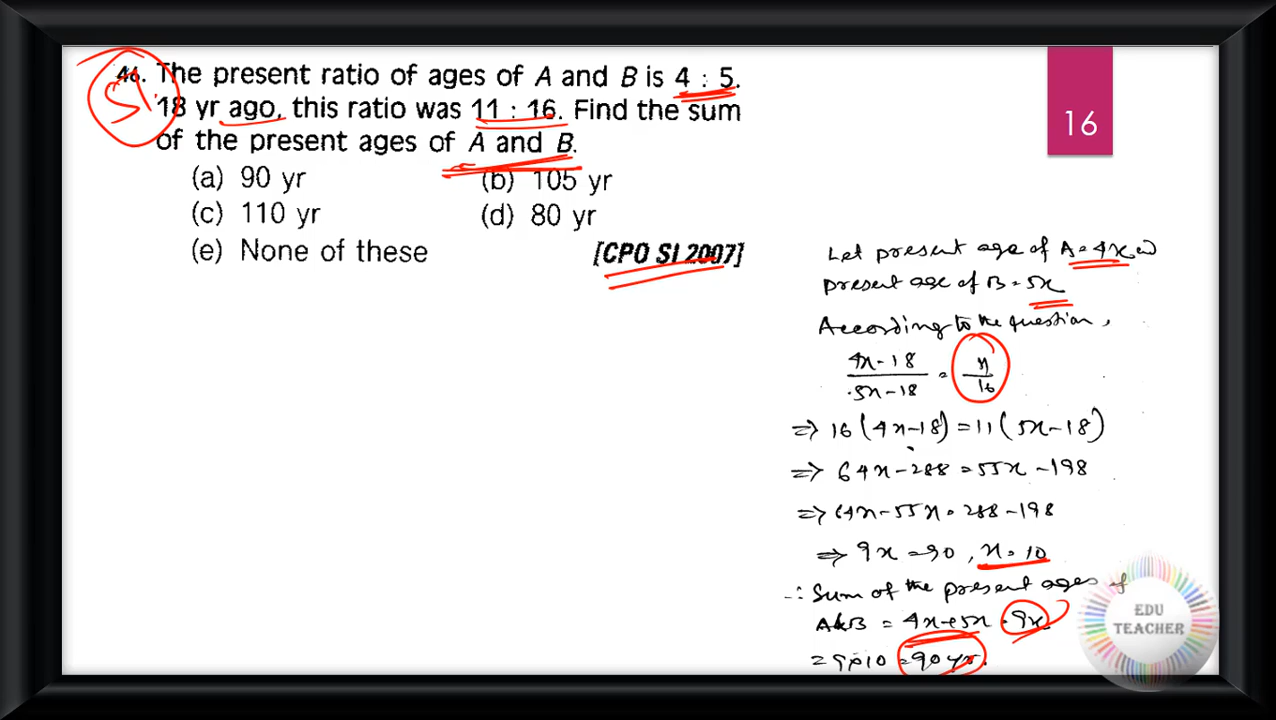 46. The present ratio of ages of A and B is 4 : 5.
18 yr ago, this ratio was 11 : 16. Find the sum
of the present ages of A and B.
(a) 90 yr (b) 105 yr
(c) 110 yr (d) 80 yr
(e) None of these [CPO SI 2007]
16
51.
Let present age of A = 4x
present age of B = 5x
According to the question,
4x-18 / 5x-18 = 11/16
⇒ 16(4x-18) = 11(5x-18)
⇒ 64x-288 = 55x-198
⇒ 64x-55x = 288-198
⇒ 9x = 90, x = 10
∴ Sum of the present ages of
A&B = 4x+5x = 9x
= 9×10 = 90 yr.
EDU
TEACHER